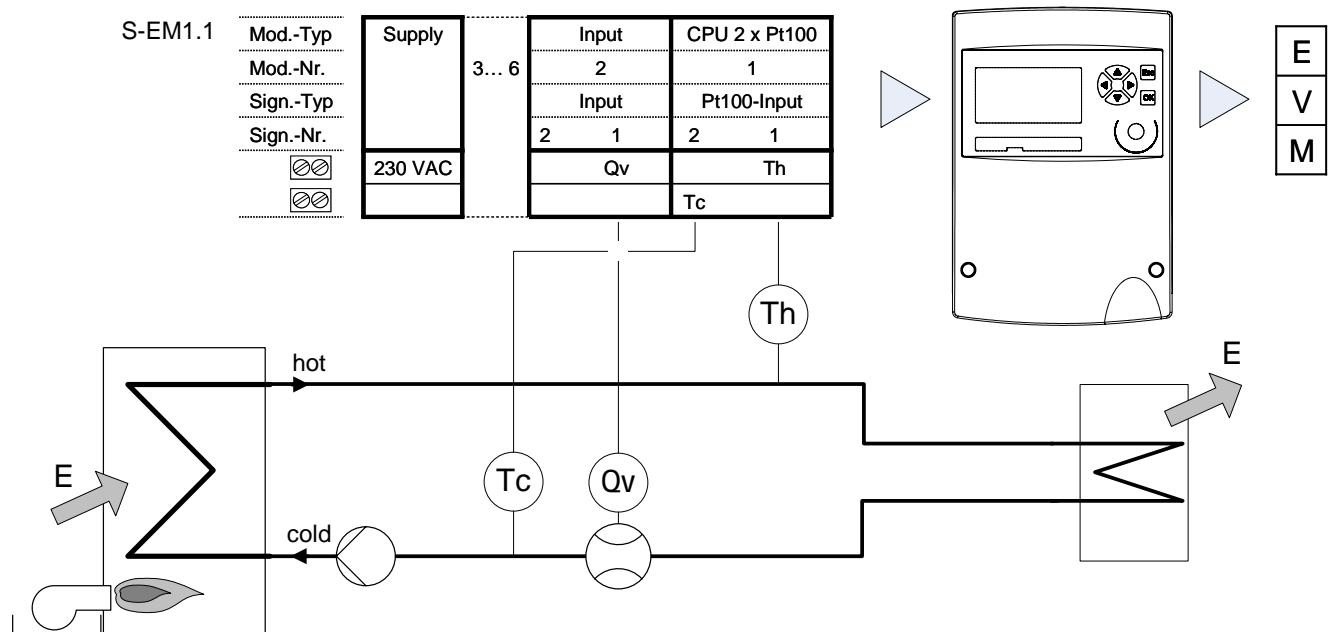 S-EM1.1 Mod.-Typ Supply Input CPU 2 x Pt100
Mod.-Nr. 3... 6 2 1
Sign.-Typ Input Pt100-Input
Sign.-Nr. 2 1 2 1
230 VAC Qv Th
Tc
Esc
OK
E
V
M
Th
hot
E
E
Tc
Qv
cold